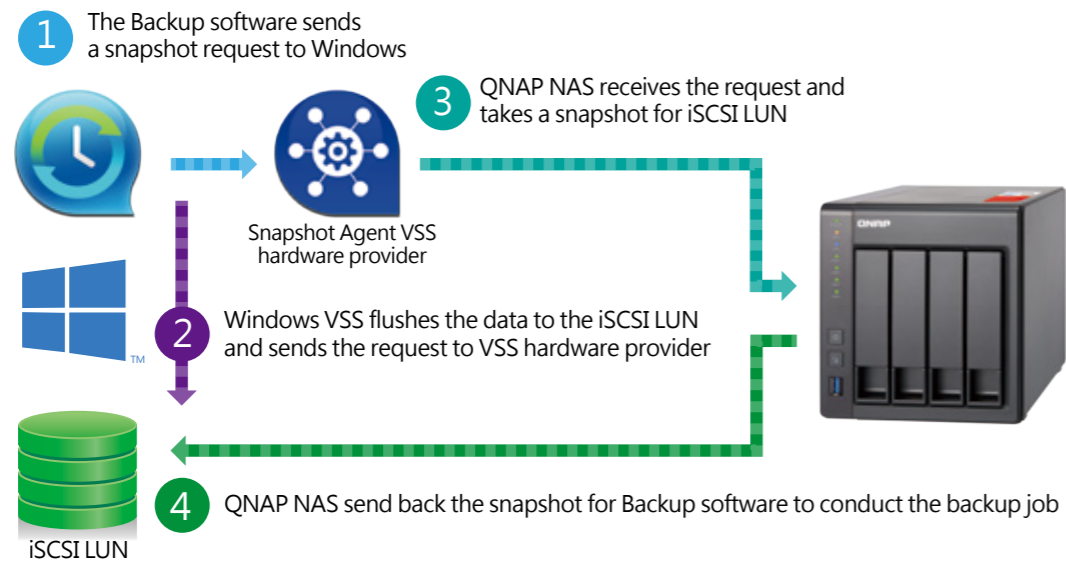 1
The Backup software sends
a snapshot request to Windows
3
QNAP NAS receives the request and
takes a snapshot for iSCSI LUN
Snapshot Agent VSS
hardware provider
QNAP
2
Windows VSS flushes the data to the iSCSI LUN
and sends the request to VSS hardware provider
TM
4
QNAP NAS send back the snapshot for Backup software to conduct the backup job
iSCSI LUN